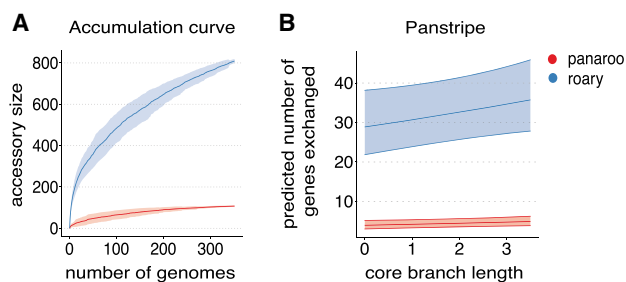 A
Accumulation curve
accessory size
800
600
400
200
0
0 100 200 300
number of genomes
B
Panstripe
predicted number of
genes exchanged
40
30
20
10
0 1 2 3
core branch length
panaroo
roary